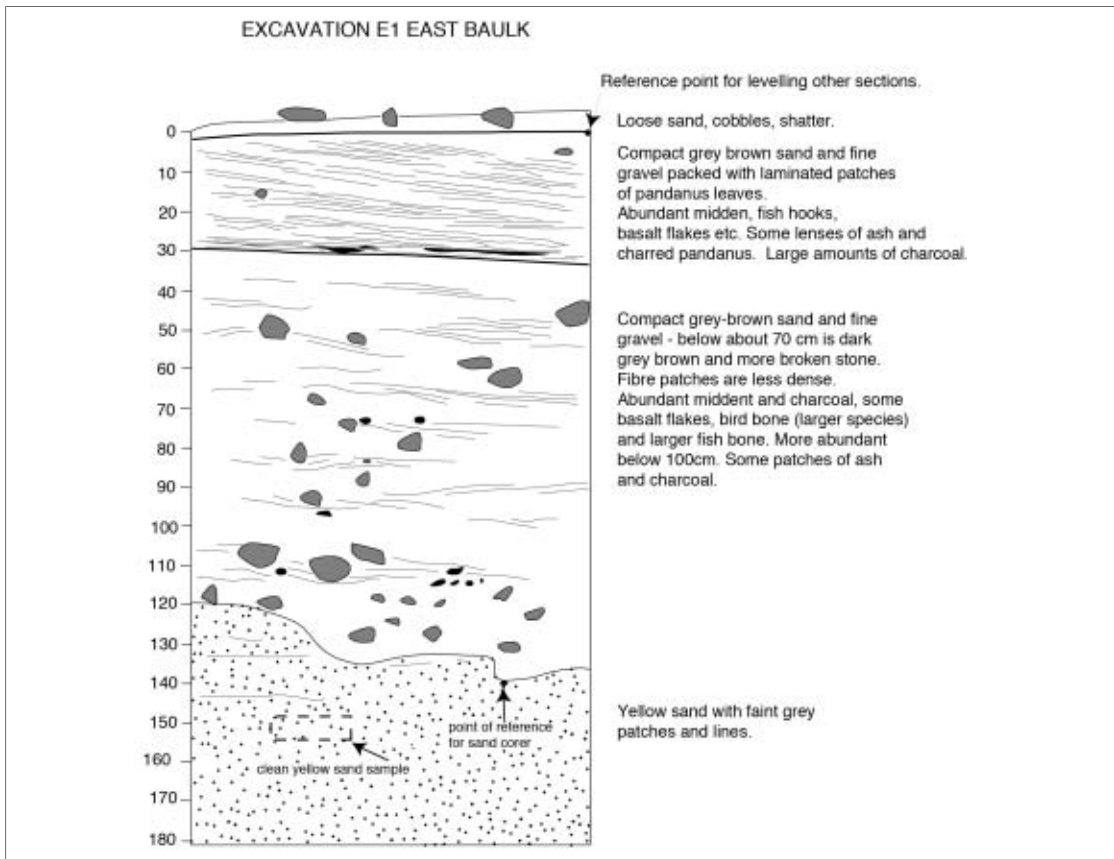 EXCAVATION E1 EAST BAULK
Reference point for levelling other sections.
Loose sand, cobbles, shatter.
0
10
20
30
40
50
60
70
80
90
100
110
120
130
140
150
160
170
180
Compact grey brown sand and fine
gravel packed with laminated patches
of pandanus leaves.
Abundant midden, fish hooks,
basalt flakes etc. Some lenses of ash and
charred pandanus. Large amounts of charcoal.
Compact grey-brown sand and fine
gravel - below about 70 cm is dark
grey brown and more broken stone.
Fibre patches are less dense.
Abundant middent and charcoal, some
basalt flakes, bird bone (larger species)
and larger fish bone. More abundant
below 100cm. Some patches of ash
and charcoal.
Yellow sand with faint grey
patches and lines.
point of reference
for sand corer
clean yellow sand sample